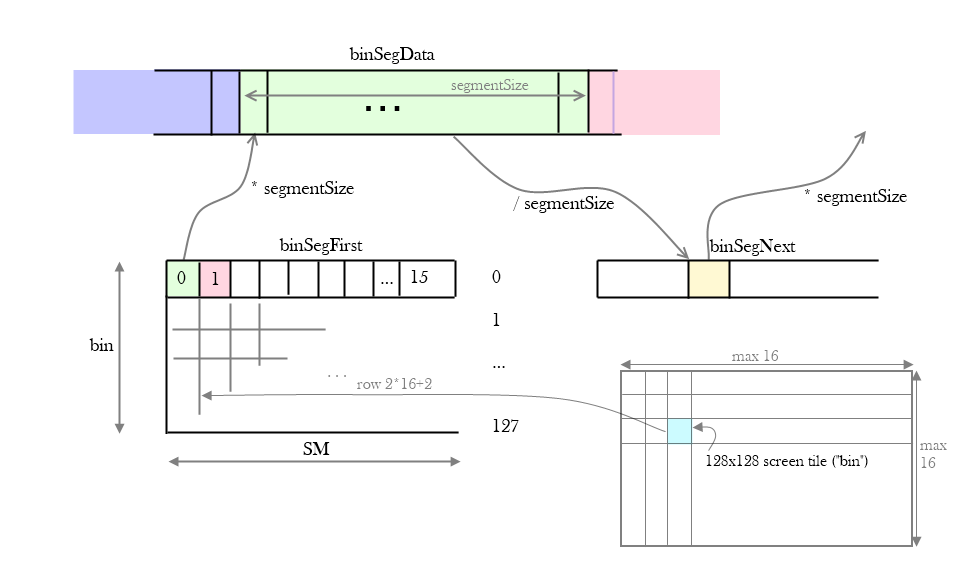 binSegData
segmentSize
...
* segmentSize
/ segmentSize
* segmentSize
binSegFirst
binSegNext
0 1 ... 15
0
1
bin
...
max 16
... row 2*16+2
127
max
16
128x128 screen tile ("bin")
SM